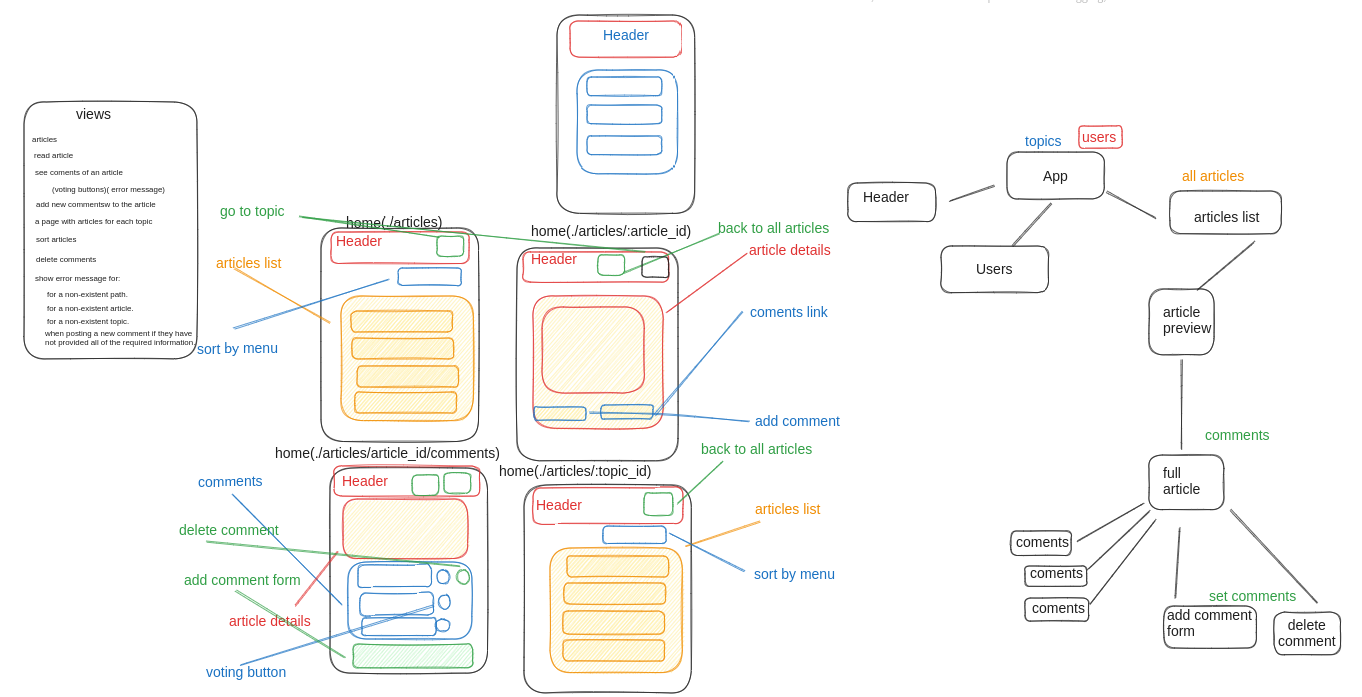 Header
views
articles
read article
see coments of an article
(voting buttons)( error message)
add new commentsw to the article
a page with articles for each topic
sort articles
delete comments
show error message for:
for a non-existent path.
for a non-existent article.
for a non-existent topic.
when posting a new comment if they have
not provided all of the required information.
go to topic
home(./articles)
Header
articles list
sort by menu
home(./articles/:article_id)
Header
back to all articles
article details
coments link
add comment
home(./articles/article_id/comments)
Header
comments
delete comment
add comment form
article details
voting button
home(./articles/:topic_id)
Header
back to all articles
articles list
sort by menu
topics
users
App
Header
Users
all articles
articles list
article
preview
comments
full
article
coments
coments
coments
set comments
add comment
form
delete
comment